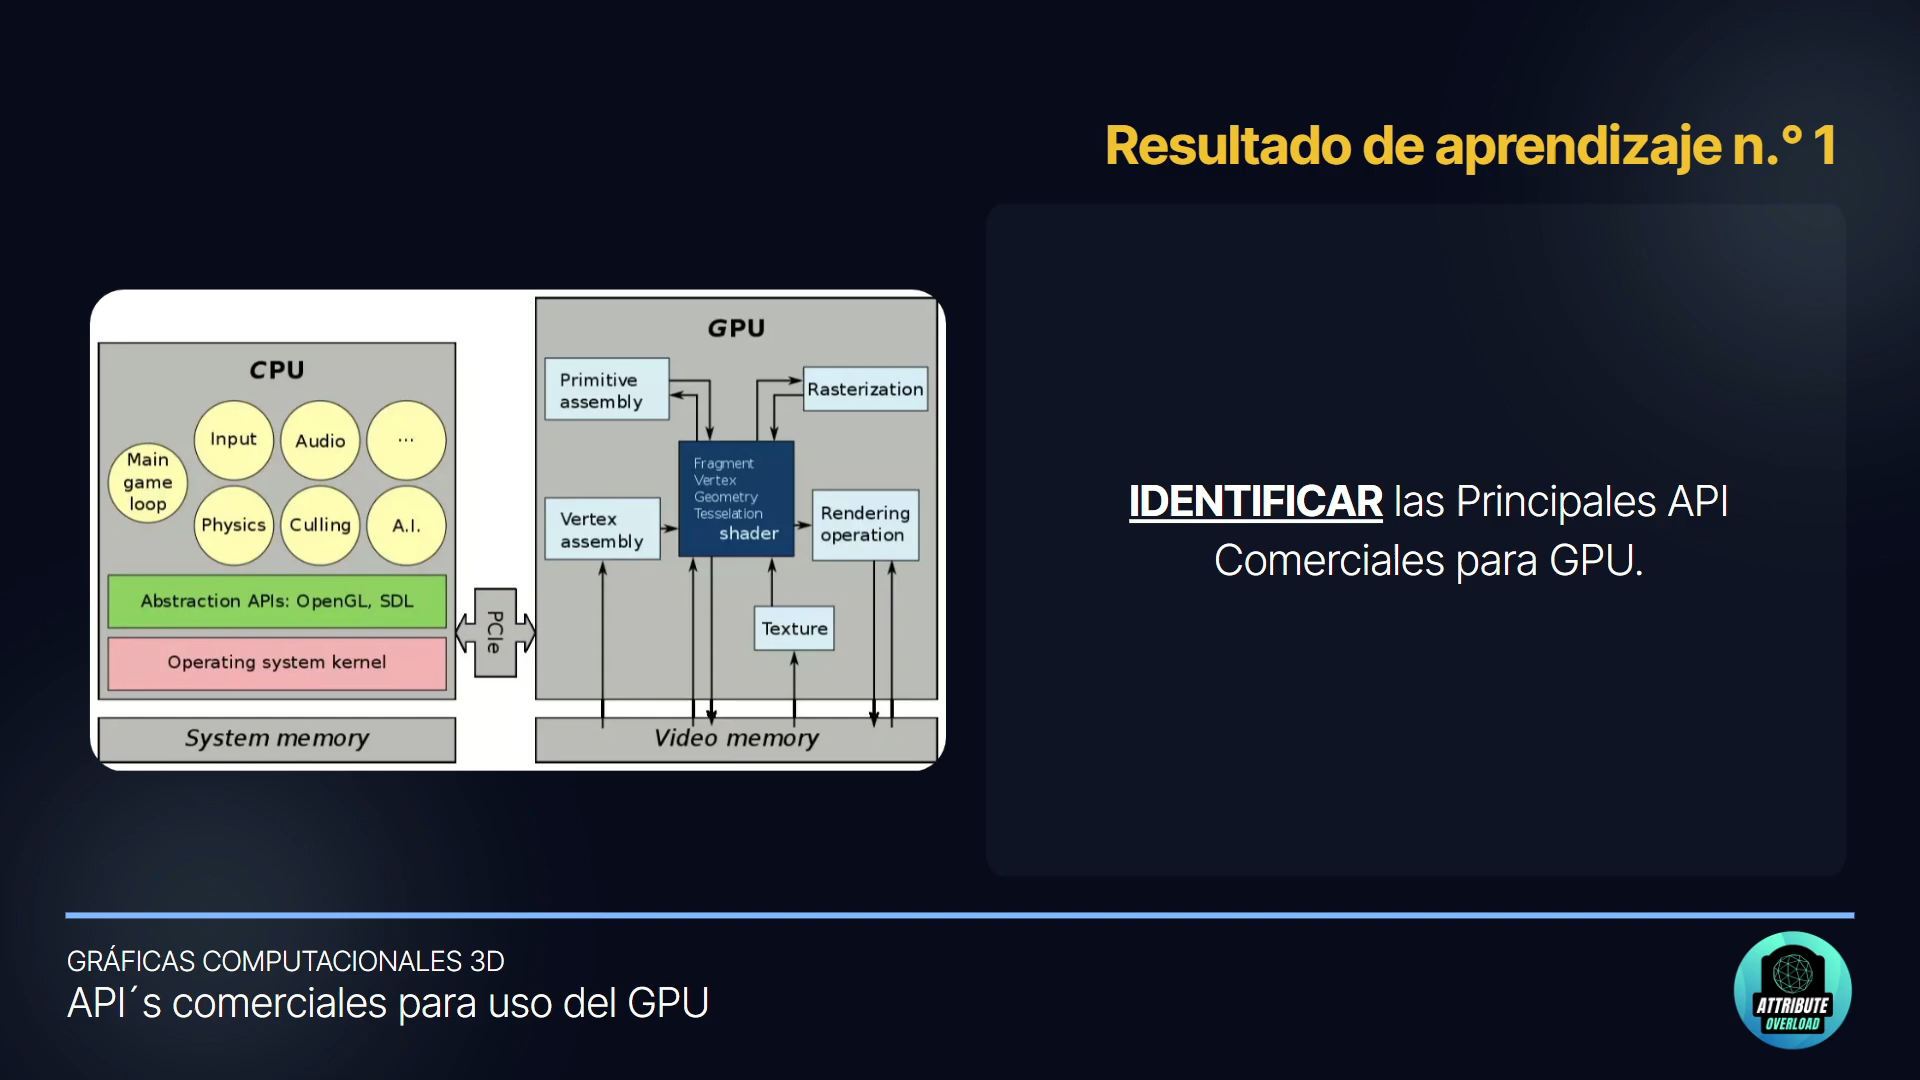 Resultado de aprendizaje n.° 1
CPU
Main
game
loop
Input
Audio
...
Physics
Culling
A.I.
Abstraction APIs: OpenGL, SDL
Operating system kernel
System memory
PCIe
GPU
Primitive
assembly
Rasterization
Fragment
Vertex
Geometry
Tesselation
shader
Vertex
assembly
Rendering
operation
Texture
Video memory
IDENTIFICAR las Principales API
Comerciales para GPU.
GRÁFICAS COMPUTACIONALES 3D
API´s comerciales para uso del GPU
ATTRIBUTE
OVERLOAD